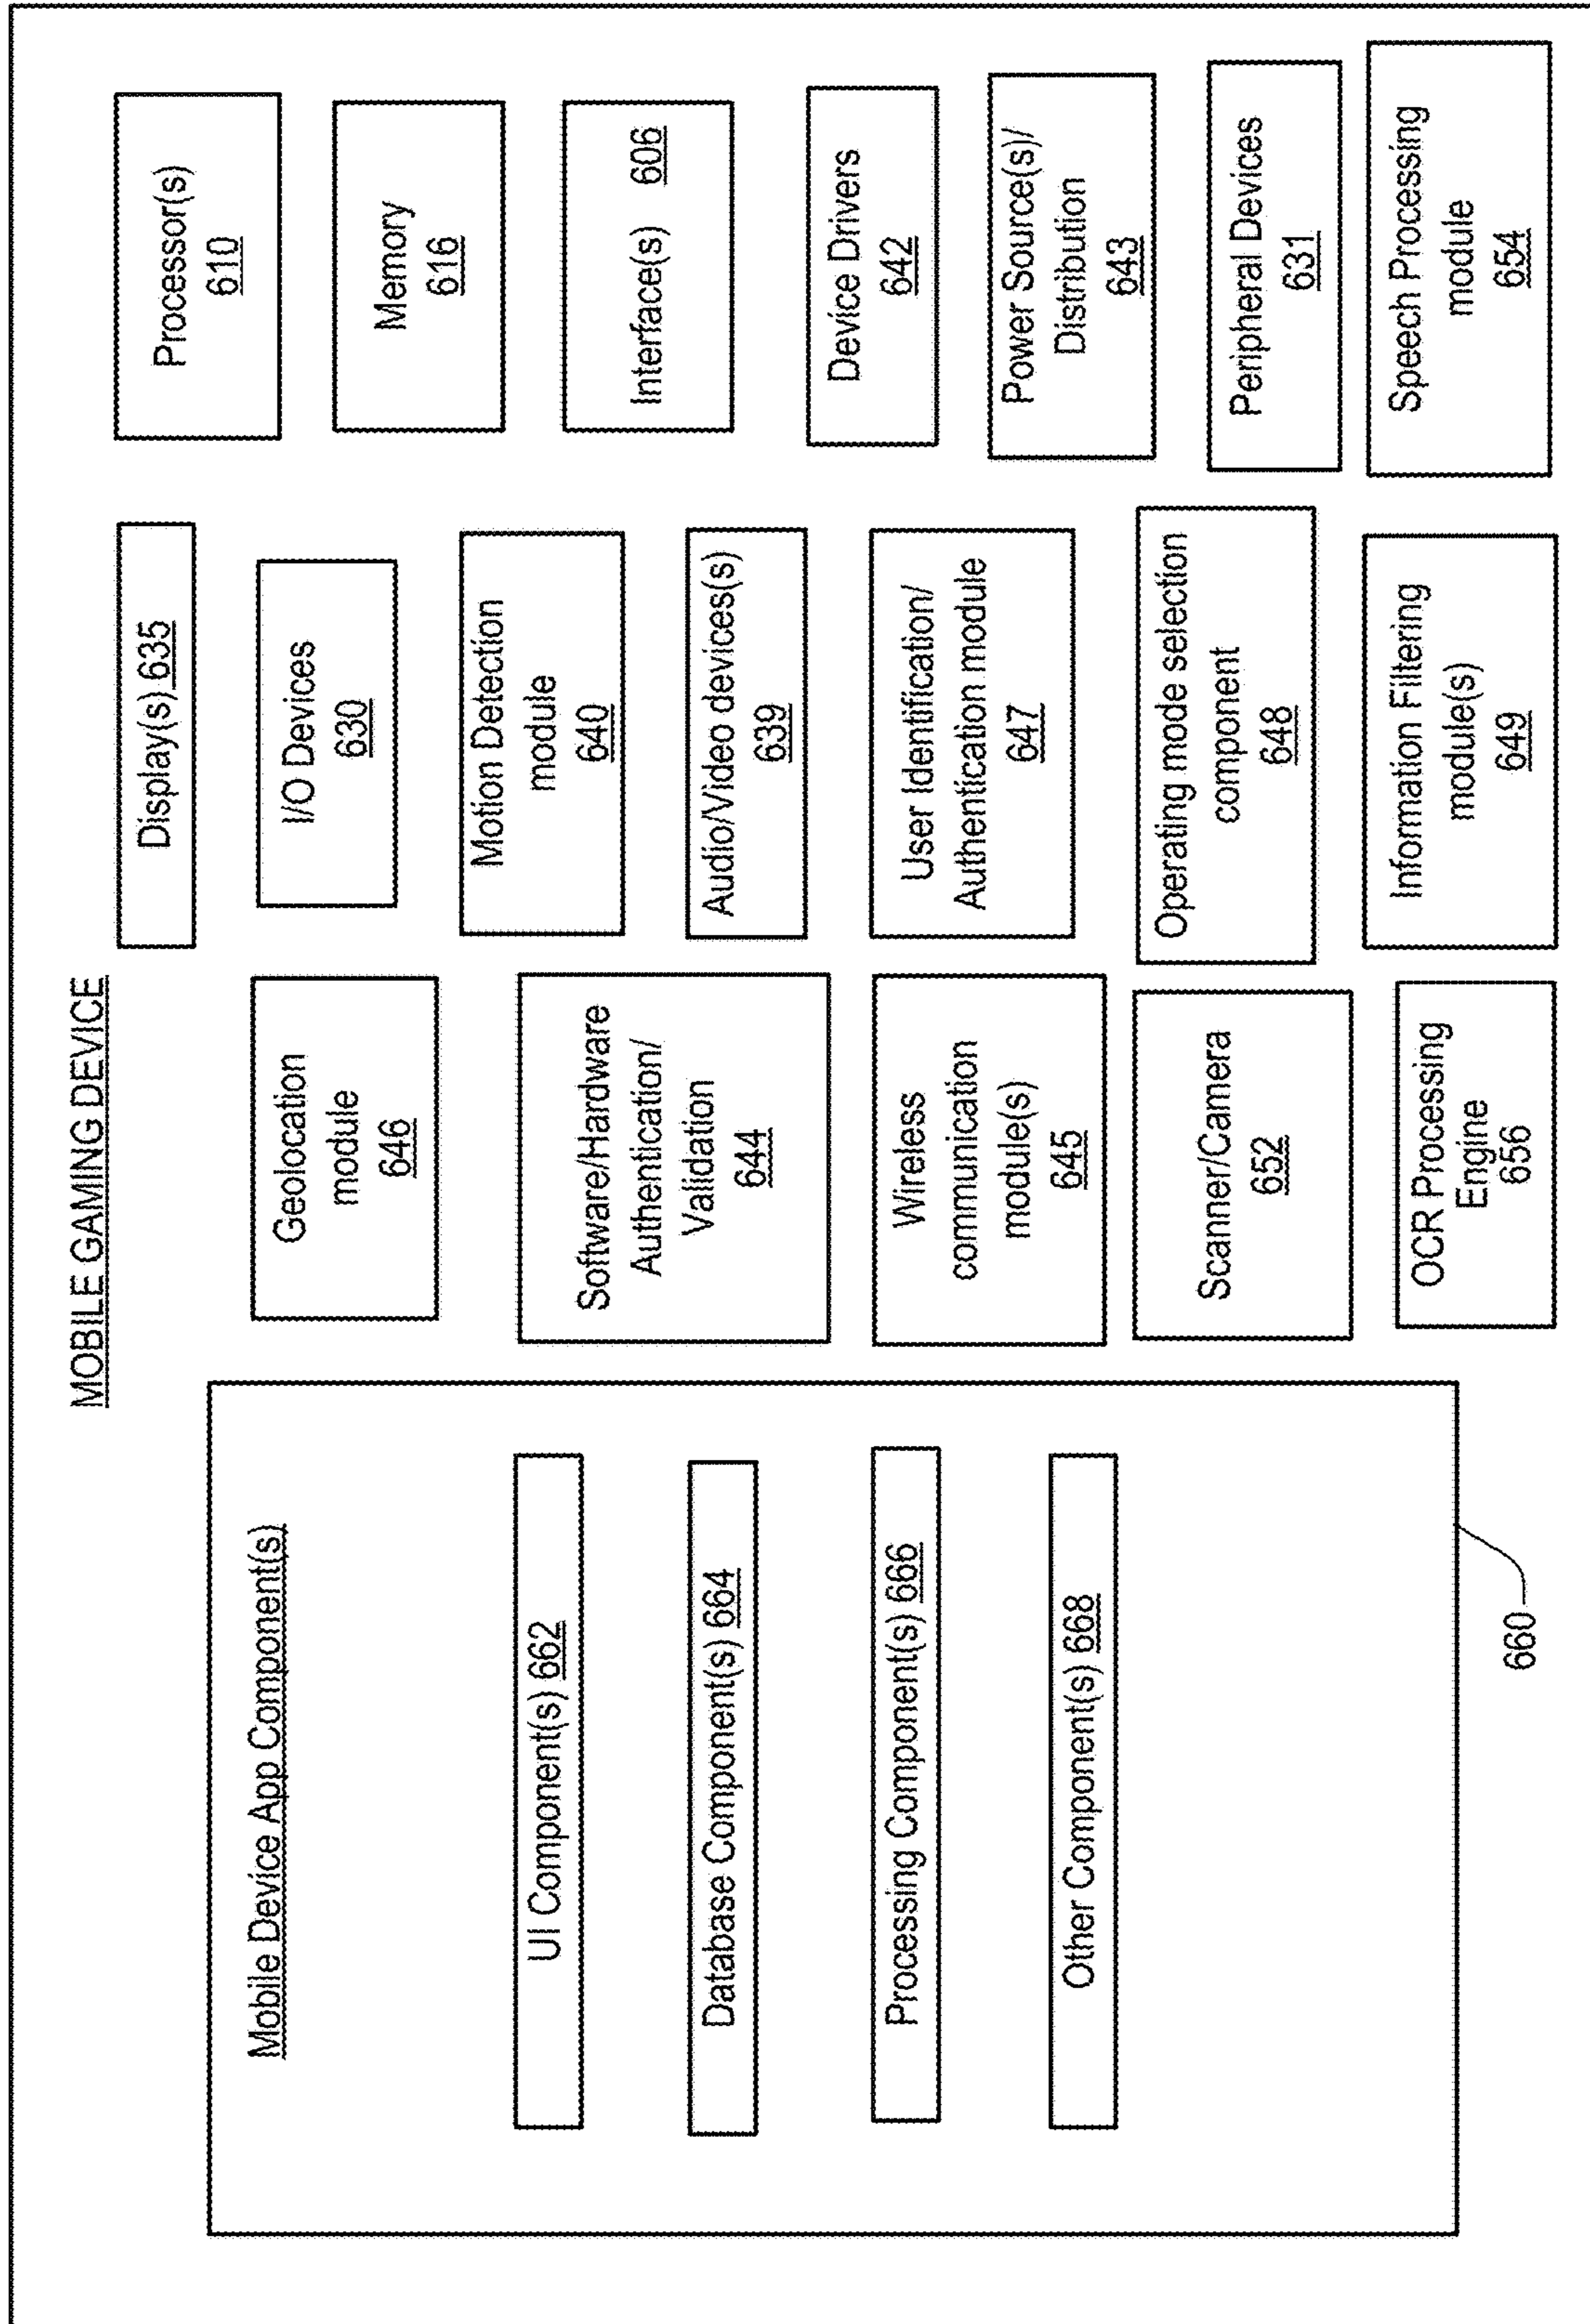 MOBILE GAMING DEVICE
Mobile Device App Component(s)
UI Component(s) 662
Database Component(s) 664
Processing Component(s) 666
Other Component(s) 668
660
Geolocation
module
646
Software/Hardware
Authentication/
Validation
644
Wireless
communication
module(s)
645
Scanner/Camera
652
OCR Processing
Engine
656
Display(s) 635
I/O Devices
630
Motion Detection
module
640
Audio/Video devices(s)
639
User Identification/
Authentication module
647
Operating mode selection
component
648
Information Filtering
module(s)
649
Processor(s)
610
Memory
616
Interface(s) 606
Device Drivers
642
Power Source(s)/
Distribution
643
Peripheral Devices
631
Speech Processing
module
654